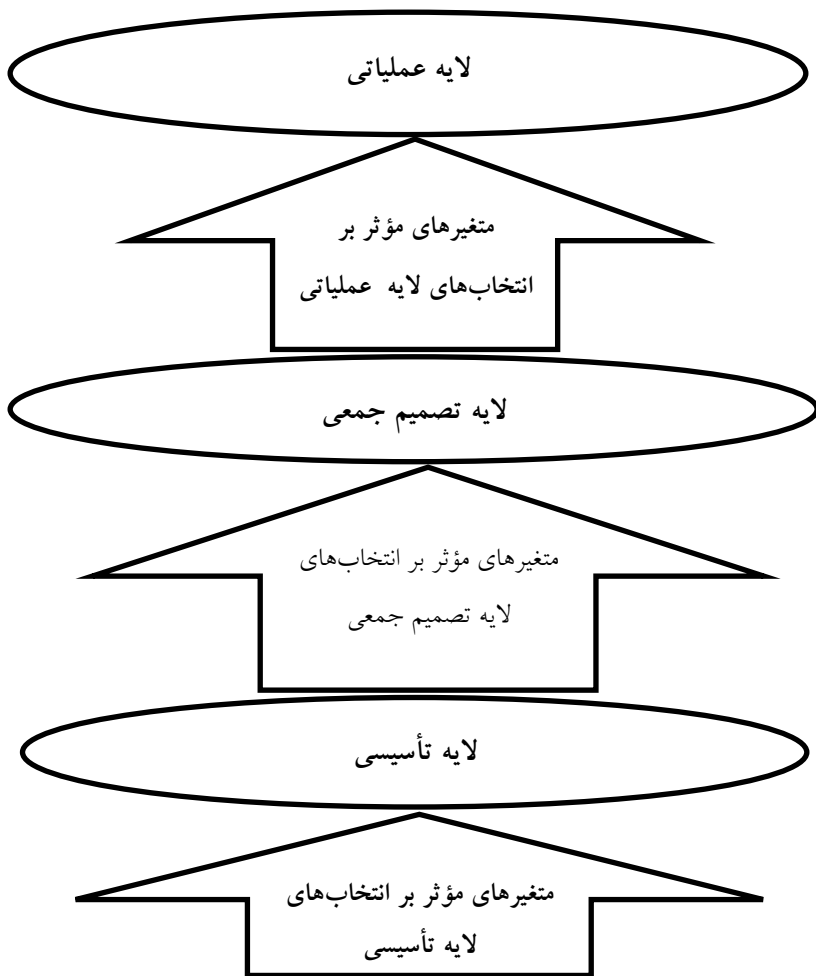 لایه عملیاتی
متغیرهای مؤثر بر
انتخاب‌های لایه عملیاتی
لایه تصمیم جمعی
متغیرهای مؤثر بر انتخاب‌های
لایه تصمیم جمعی
لایه تأسیسی
متغیرهای مؤثر بر انتخاب‌های
لایه تأسیسی